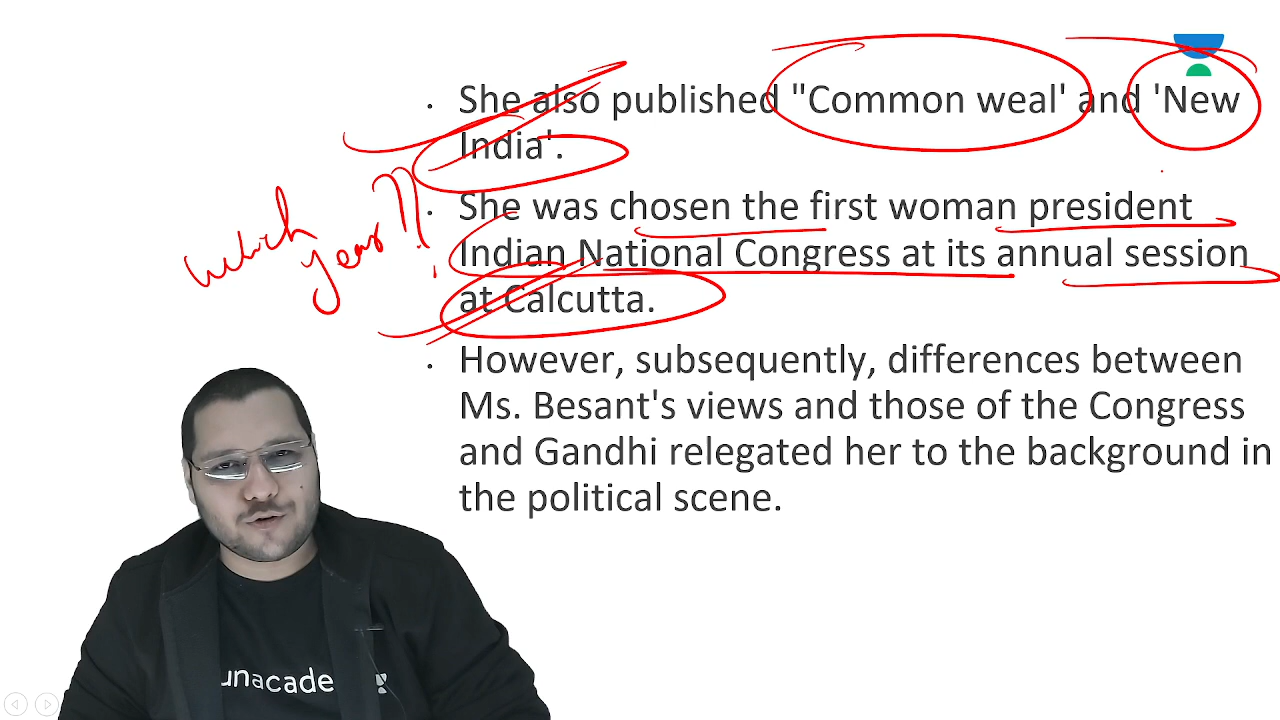 She also published "Common weal' and 'New
India'.
She was chosen the first woman president
Indian National Congress at its annual session
at Calcutta.
which
year??
However, subsequently, differences between
Ms. Besant's views and those of the Congress
and Gandhi relegated her to the background in
the political scene.
unacade